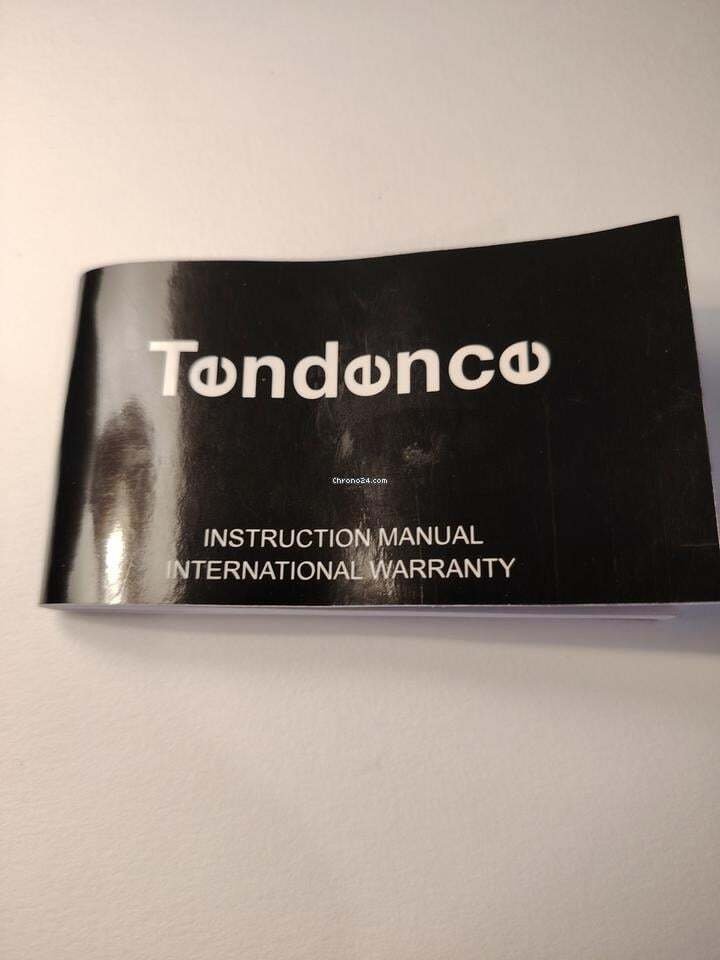 Tendence
Chrono24.com
INSTRUCTION MANUAL
INTERNATIONAL WARRANTY